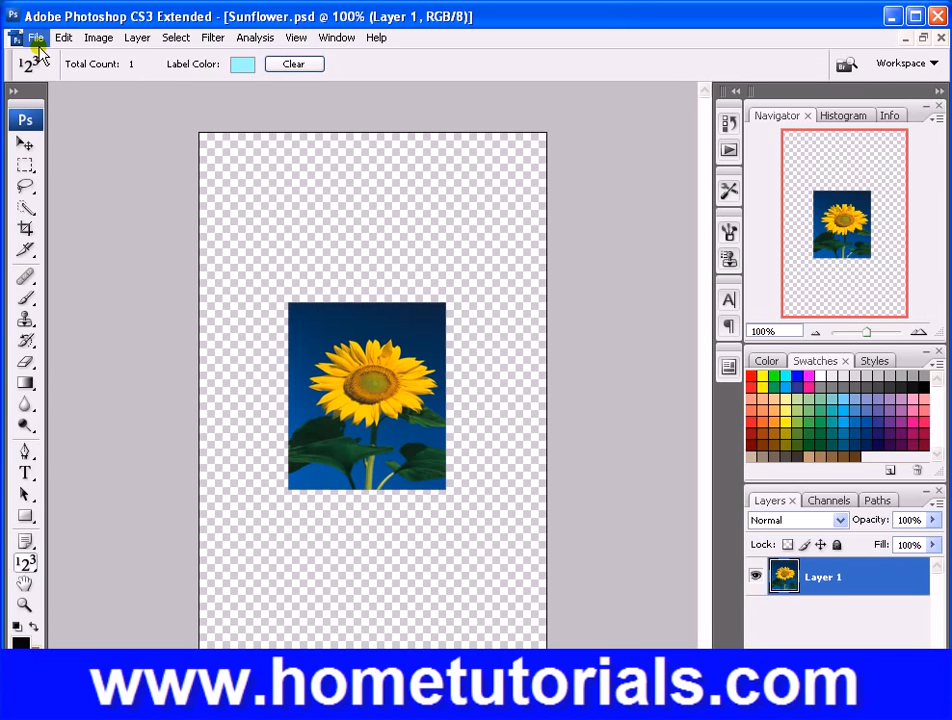 Adobe Photoshop CS3 Extended - [Sunflower.psd @ 100% (Layer 1, RGB/8)]
File Edit Image Layer Select Filter Analysis View Window Help
Total Count: 1 Label Color: Clear Workspace
Ps
Navigator Histogram Info
100%
Color Swatches Styles
Layers Channels Paths
Normal Opacity: 100%
Lock: Fill: 100%
Layer 1
www.hometutorials.com